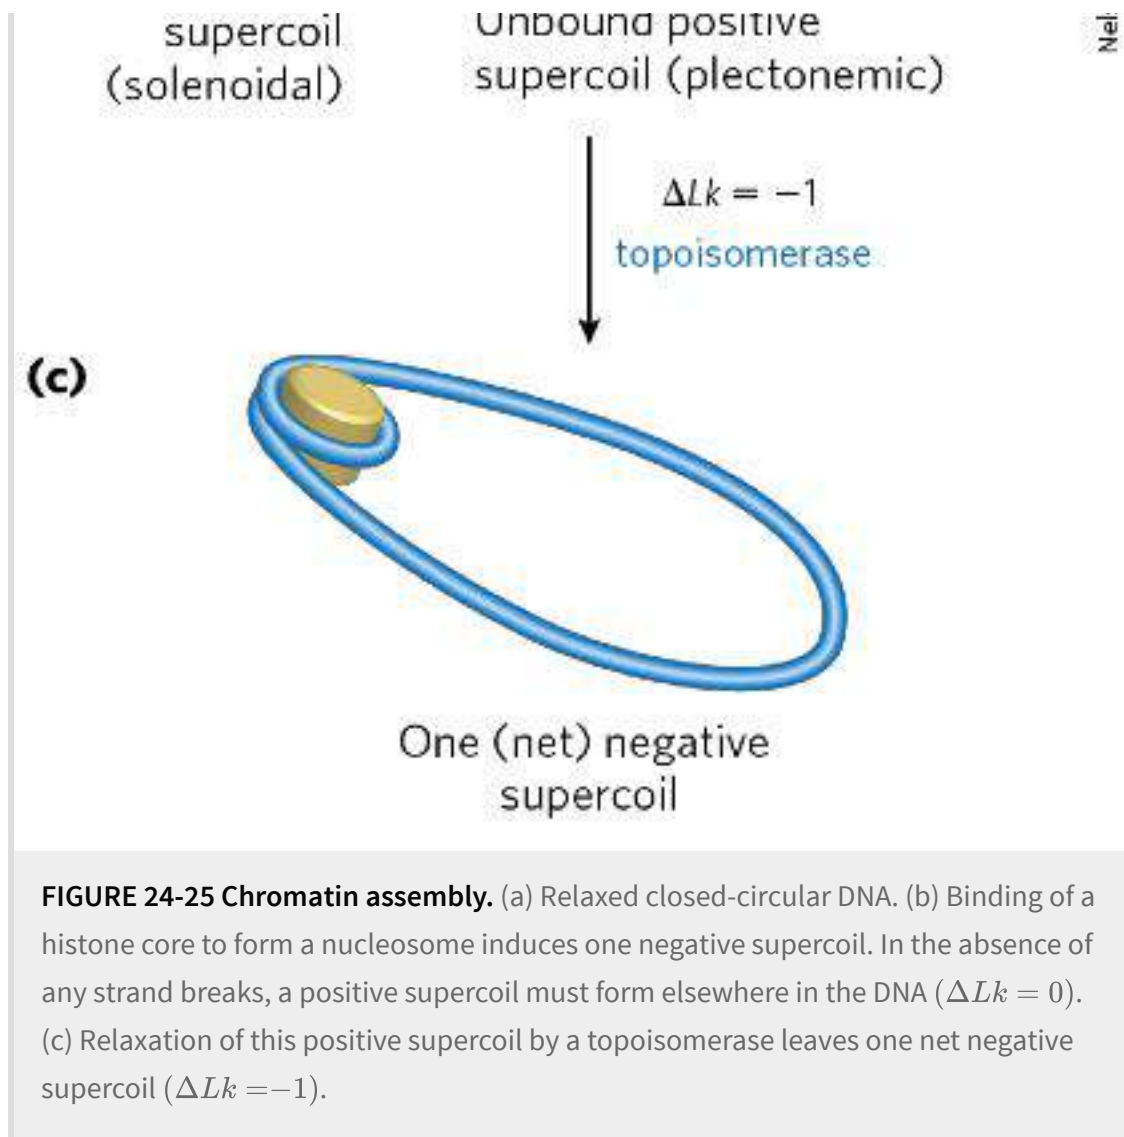 supercoil
(solenoidal)
Unbound positive
supercoil (plectonemic)
Nel
ΔLk = −1
topoisomerase
(c)
One (net) negative
supercoil
FIGURE 24-25 Chromatin assembly. (a) Relaxed closed-circular DNA. (b) Binding of a
histone core to form a nucleosome induces one negative supercoil. In the absence of
any strand breaks, a positive supercoil must form elsewhere in the DNA (ΔLk = 0).
(c) Relaxation of this positive supercoil by a topoisomerase leaves one net negative
supercoil (ΔLk =−1).